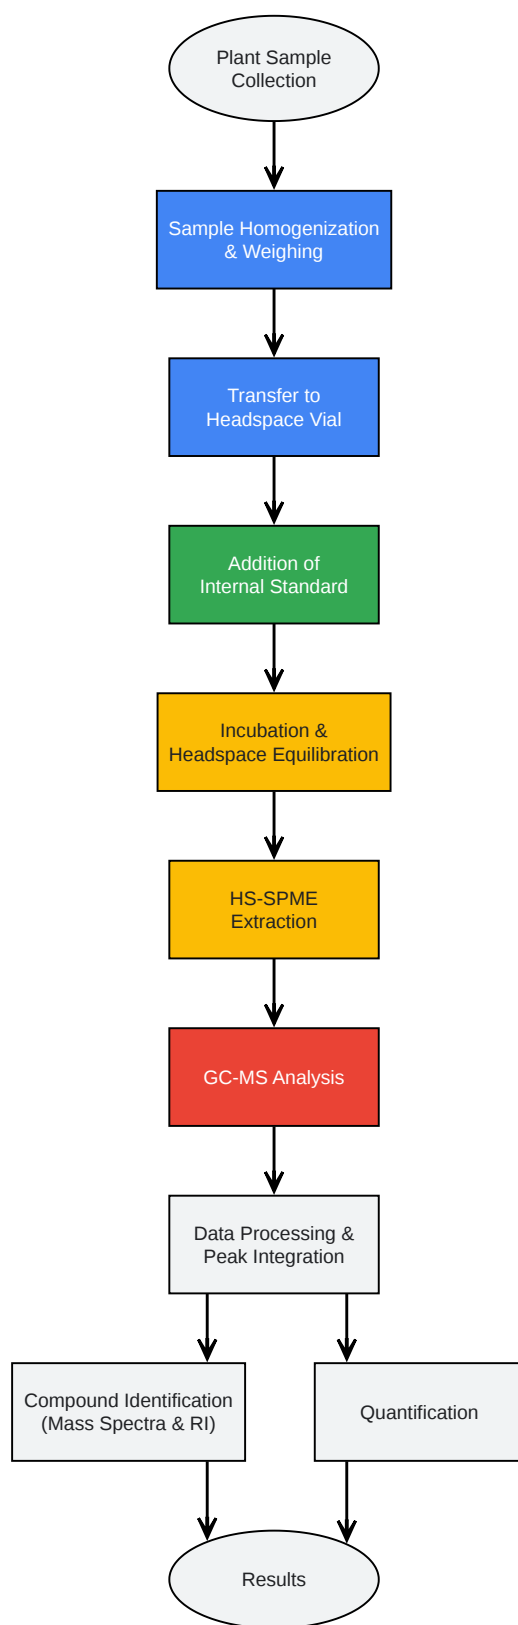 Plant Sample
Collection
Sample Homogenization
& Weighing
Transfer to
Headspace Vial
Addition of
Internal Standard
Incubation &
Headspace Equilibration
HS-SPME
Extraction
GC-MS Analysis
Data Processing &
Peak Integration
Compound Identification
(Mass Spectra & RI)
Quantification
Results